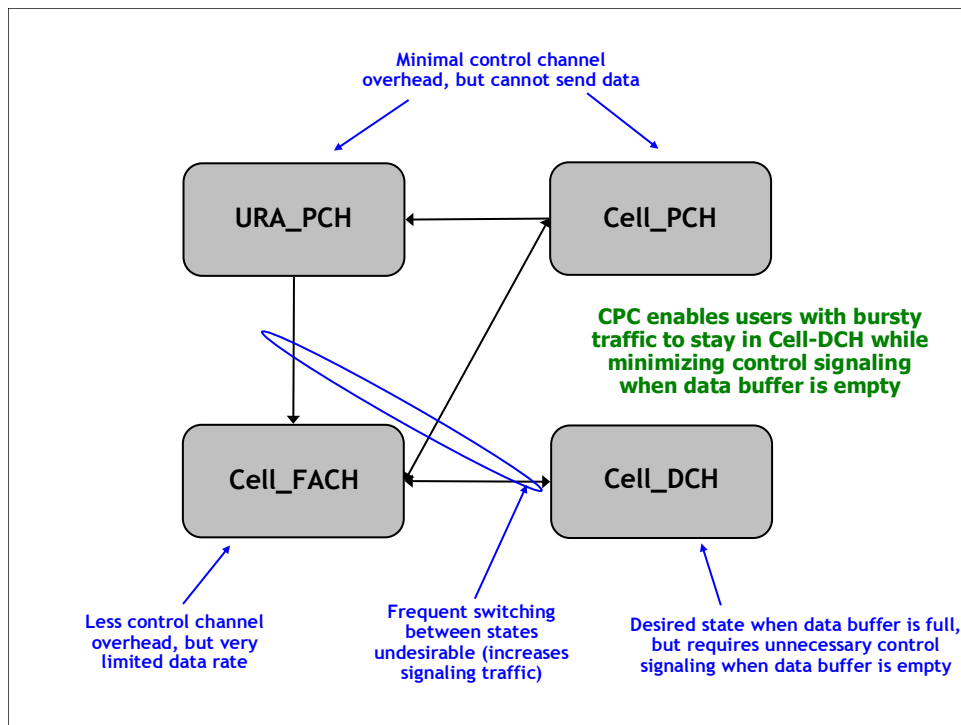 Minimal control channel
overhead, but cannot send data
URA_PCH
Cell_PCH
CPC enables users with bursty
traffic to stay in Cell-DCH while
minimizing control signaling
when data buffer is empty
Cell_FACH
Cell_DCH
Less control channel
overhead, but very
limited data rate
Frequent switching
between states
undesirable (increases
signaling traffic)
Desired state when data buffer is full,
but requires unnecessary control
signaling when data buffer is empty